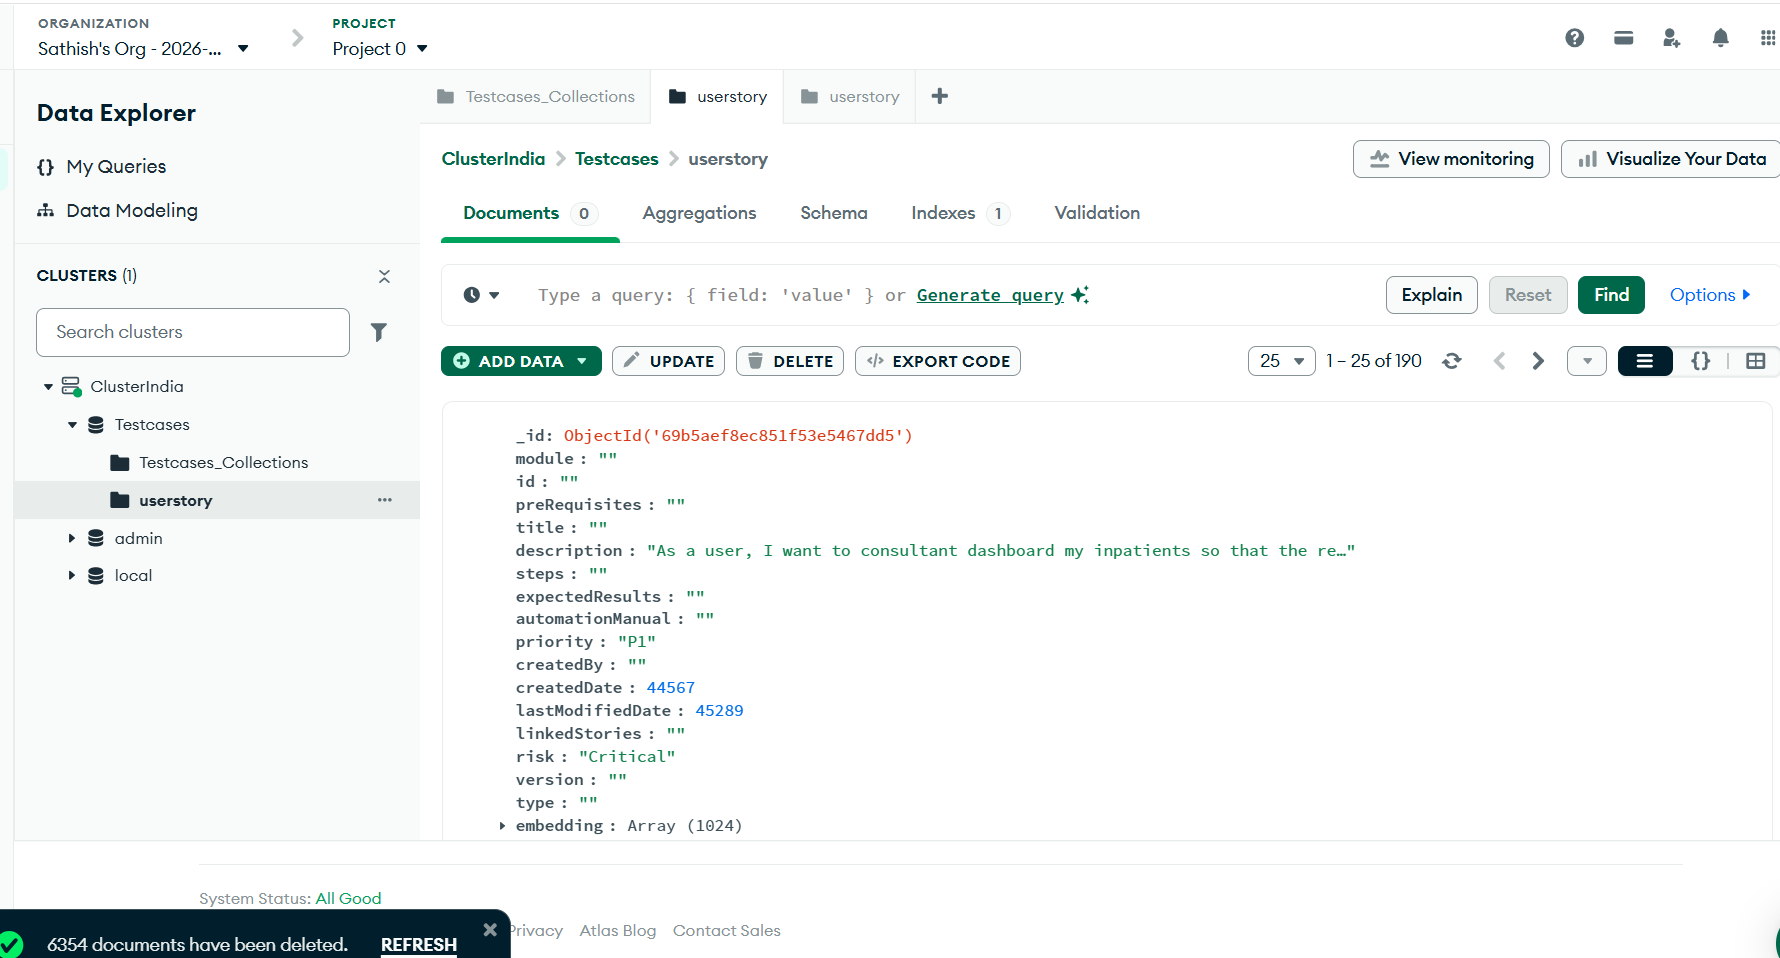 ORGANIZATION
Sathish's Org - 2026-...
PROJECT
Project 0
Data Explorer
My Queries
Data Modeling
CLUSTERS (1)
Search clusters
ClusterIndia
Testcases
Testcases_Collections
userstory
admin
local
Testcases_Collections
userstory
userstory
ClusterIndia > Testcases > userstory
View monitoring
Visualize Your Data
Documents 0
Aggregations
Schema
Indexes 1
Validation
Type a query: { field: 'value' } or Generate query
Explain
Reset
Find
Options
ADD DATA
UPDATE
DELETE
EXPORT CODE
25
1 – 25 of 190
_id: ObjectId('69b5aef8ec851f53e5467dd5')
module : ""
id : ""
preRequisites : ""
title : ""
description : "As a user, I want to consultant dashboard my inpatients so that the re…"
steps : ""
expectedResults : ""
automationManual : ""
priority : "P1"
createdBy : ""
createdDate : 44567
lastModifiedDate : 45289
linkedStories : ""
risk : "Critical"
version : ""
type : ""
embedding : Array (1024)
System Status: All Good
Privacy
Atlas Blog
Contact Sales
6354 documents have been deleted.
REFRESH